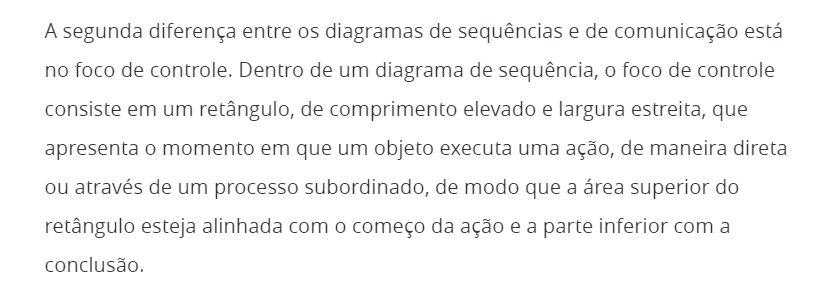 A segunda diferença entre os diagramas de sequências e de comunicação está
no foco de controle. Dentro de um diagrama de sequência, o foco de controle
consiste em um retângulo, de comprimento elevado e largura estreita, que
apresenta o momento em que um objeto executa uma ação, de maneira direta
ou através de um processo subordinado, de modo que a área superior do
retângulo esteja alinhada com o começo da ação e a parte inferior com a
conclusão.